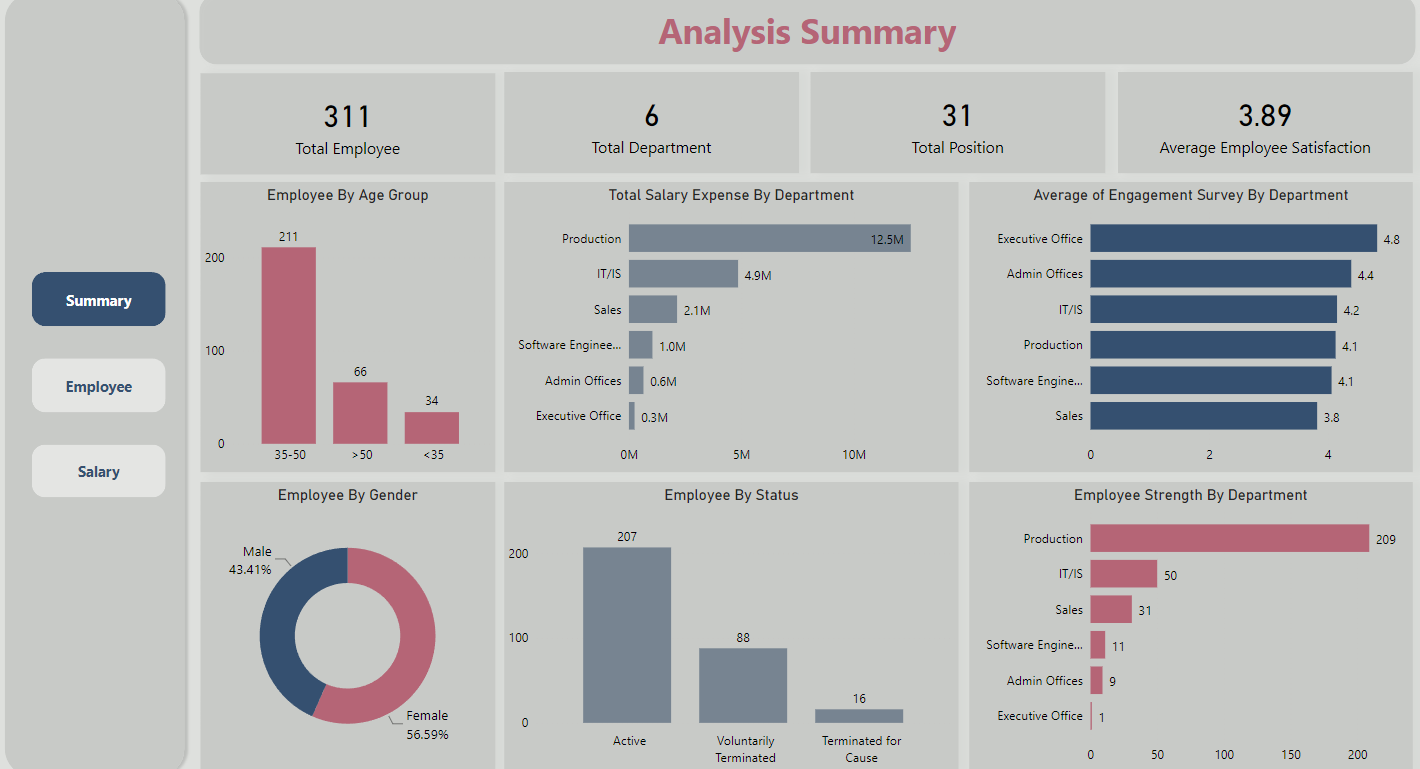 Analysis Summary
Summary
Employee
Salary
311
Total Employee
6
Total Department
31
Total Position
3.89
Average Employee Satisfaction
Employee By Age Group
200
100
0
211
66
34
35-50
>50
<35
Total Salary Expense By Department
Production
12.5M
IT/IS
4.9M
Sales
2.1M
Software Enginee...
1.0M
Admin Offices
0.6M
Executive Office
0.3M
0M
5M
10M
Average of Engagement Survey By Department
Executive Office
4.8
Admin Offices
4.4
IT/IS
4.2
Production
4.1
Software Engine...
4.1
Sales
3.8
0
2
4
Employee By Gender
Male
43.41%
Female
56.59%
Employee By Status
200
100
0
207
88
16
Active
Voluntarily
Terminated
Terminated for
Cause
Employee Strength By Department
Production
209
IT/IS
50
Sales
31
Software Engine...
11
Admin Offices
9
Executive Office
1
0
50
100
150
200